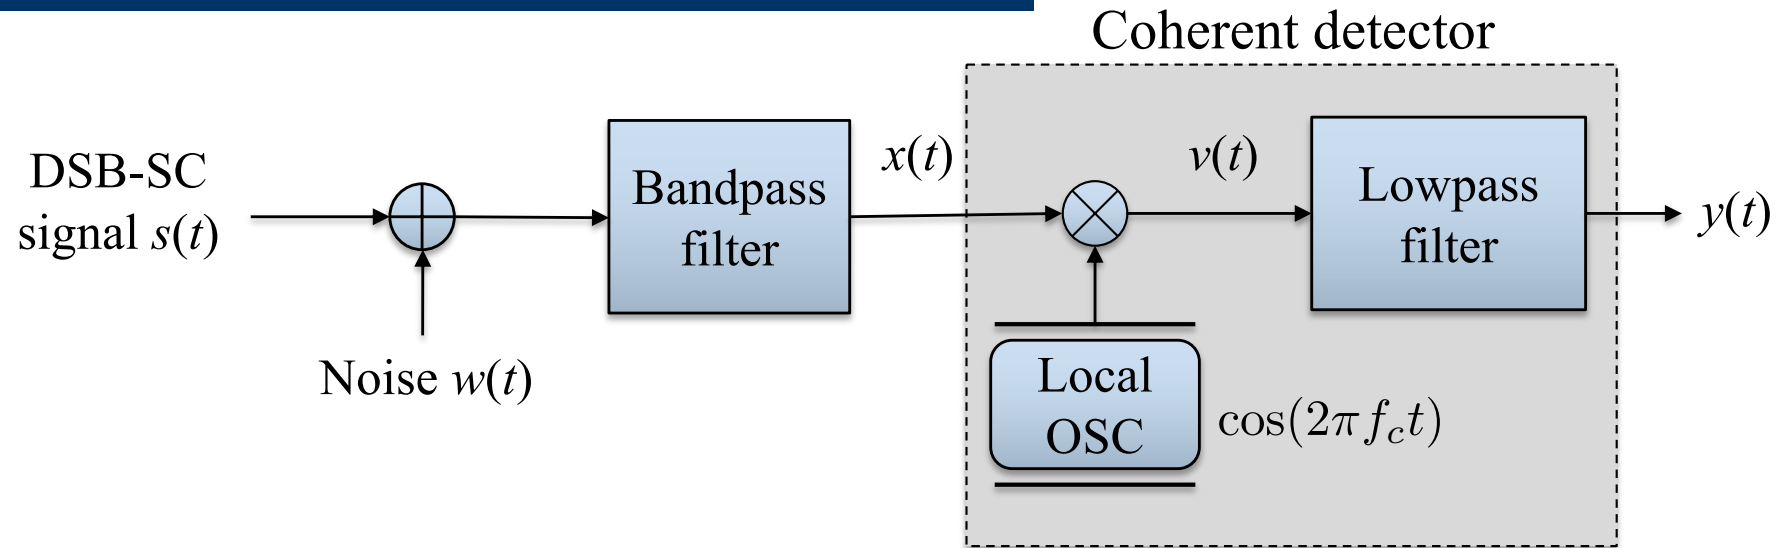 Coherent detector
DSB-SC
signal s(t)
Noise w(t)
Bandpass
filter
x(t)
v(t)
Local
OSC
cos(2πf_ct)
Lowpass
filter
y(t)